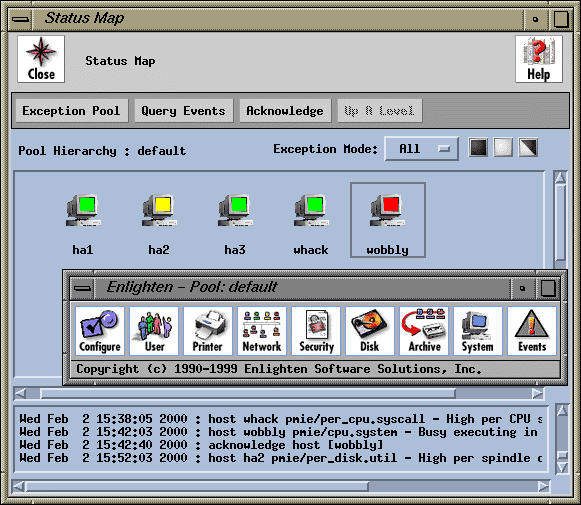 Status Map
Close
Status Map
Help
Exception Pool
Query Events
Acknowledge
Up A Level
Pool Hierarchy : default
Exception Mode:
All
ha1
ha2
ha3
whack
wobbly
Enlighten - Pool: default
Configure
User
Printer
Network
Security
Disk
Archive
System
Events
Copyright (c) 1990-1999 Enlighten Software Solutions, Inc.
Wed Feb  2 15:38:05 2000 : host whack pmie/per_cpu.syscall - High per CPU s
Wed Feb  2 15:42:03 2000 : host wobbly pmie/cpu.system - Busy executing in
Wed Feb  2 15:42:40 2000 : acknowledge host [wobbly]
Wed Feb  2 15:52:03 2000 : host ha2 pmie/per_disk.util - High per spindle